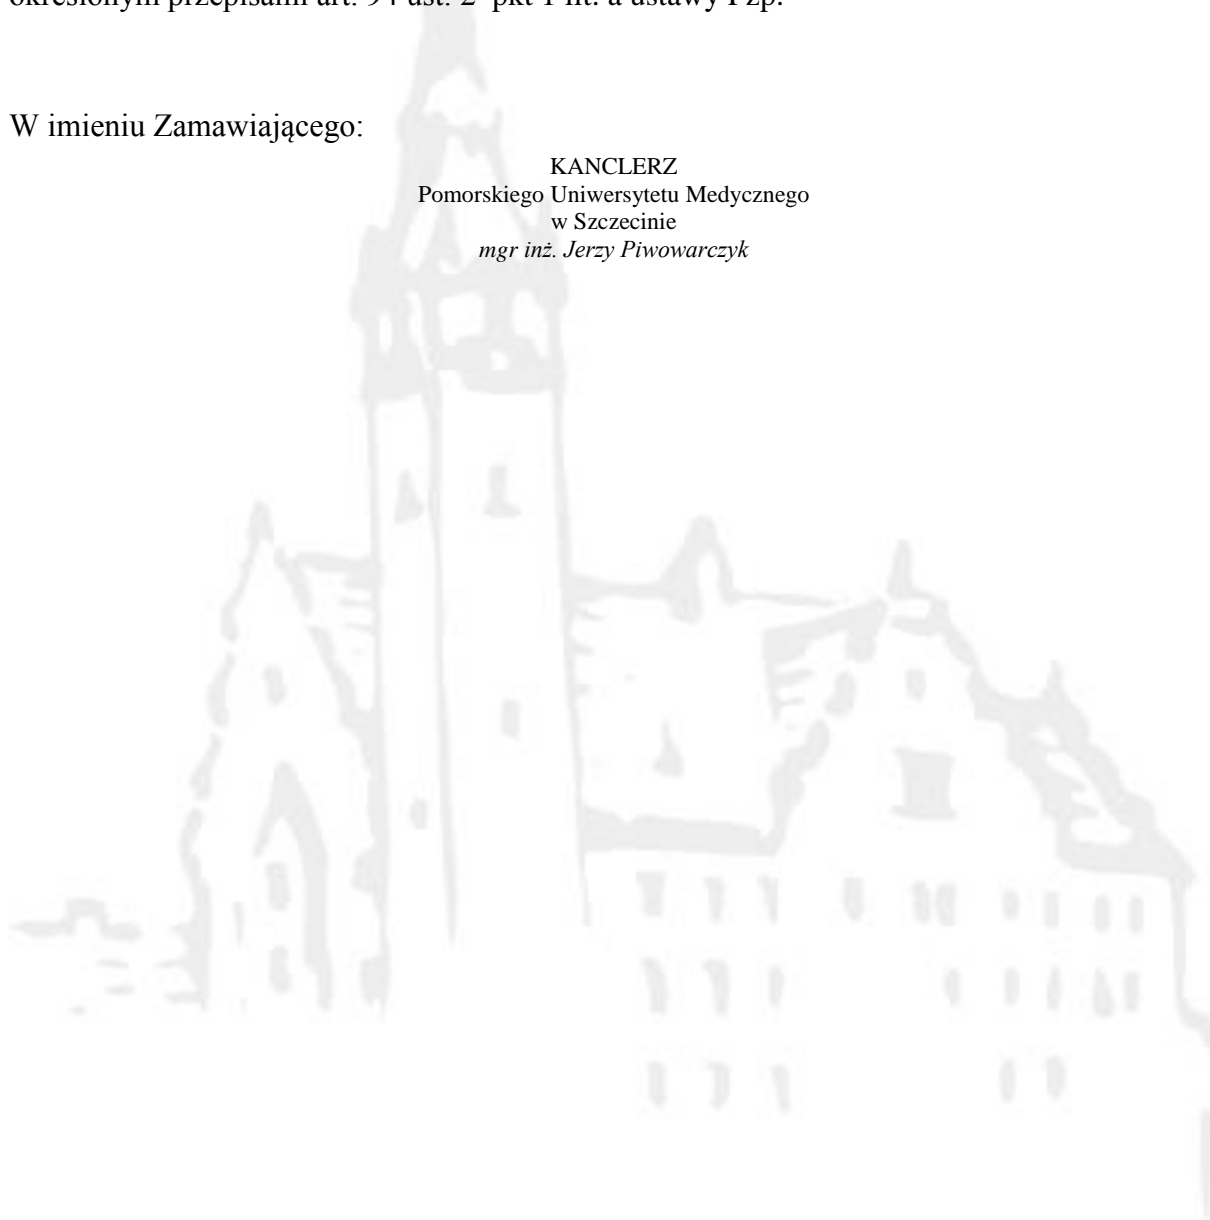 określonym przepisami art. 94 ust. 2 pkt 1 lit. a ustawy Pzp.
W imieniu Zamawiającego:
KANCLERZ
Pomorskiego Uniwersytetu Medycznego
w Szczecinie
mgr inż. Jerzy Piwowarczyk